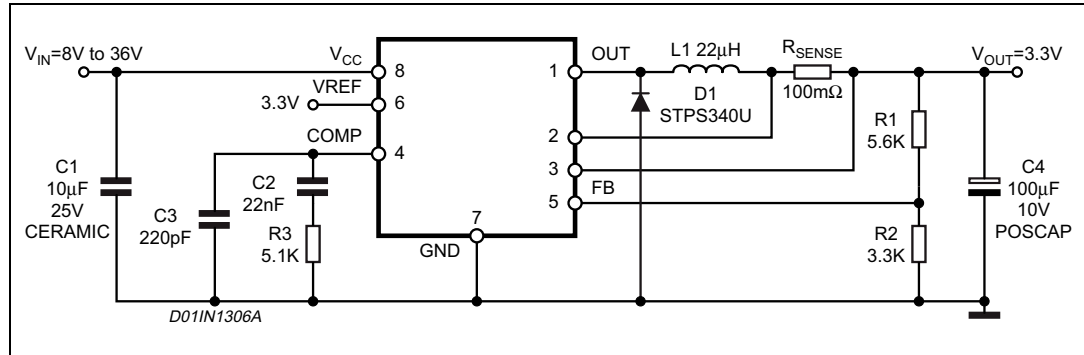 V_IN=8V to 36V
V_CC
8
VREF
3.3V
6
COMP
4
C1
10μF
25V
CERAMIC
C3
220pF
C2
22nF
R3
5.1K
7
GND
D01IN1306A
OUT
1
L1 22μH
R_SENSE
100mΩ
V_OUT=3.3V
D1
STPS340U
2
3
FB
5
R1
5.6K
R2
3.3K
C4
100μF
10V
POSCAP